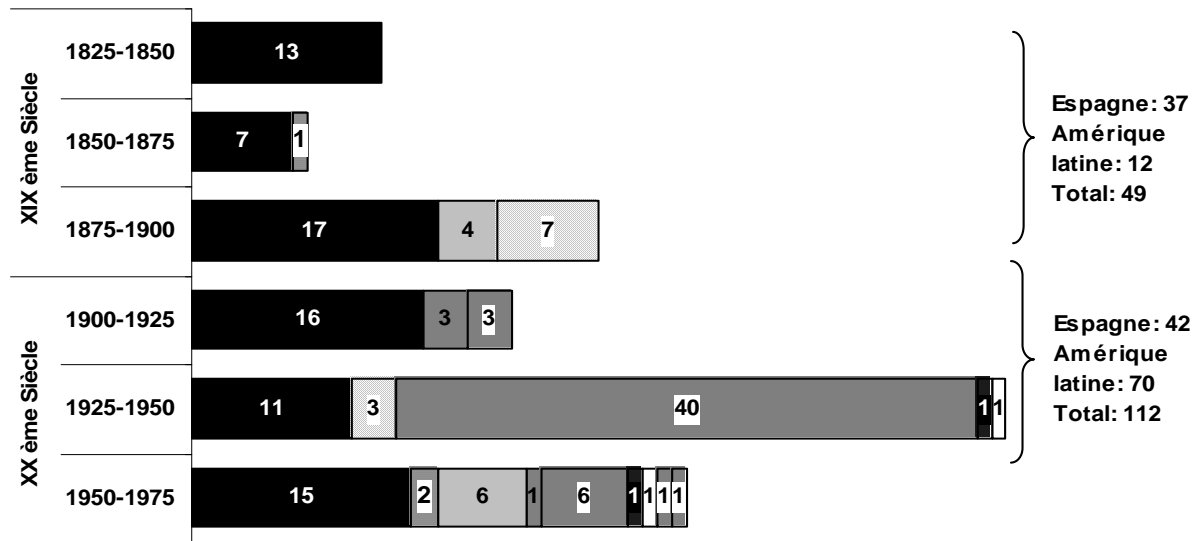 XIX ème Siècle
1825-1850
13
1850-1875
7 1
1875-1900
17 4 7
Espagne: 37
Amérique
latine: 12
Total: 49
XX ème Siècle
1900-1925
16 3 3
1925-1950
11 3 40 1 1
1950-1975
15 2 6 1 6 1 1 1 1
Espagne: 42
Amérique
latine: 70
Total: 112